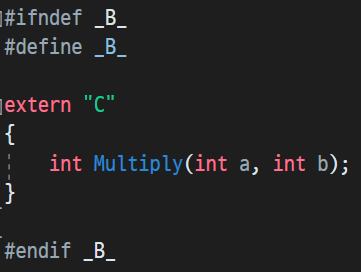 #ifndef _B_
#define _B_
extern "C"
{
    int Multiply(int a, int b);
}
#endif _B_